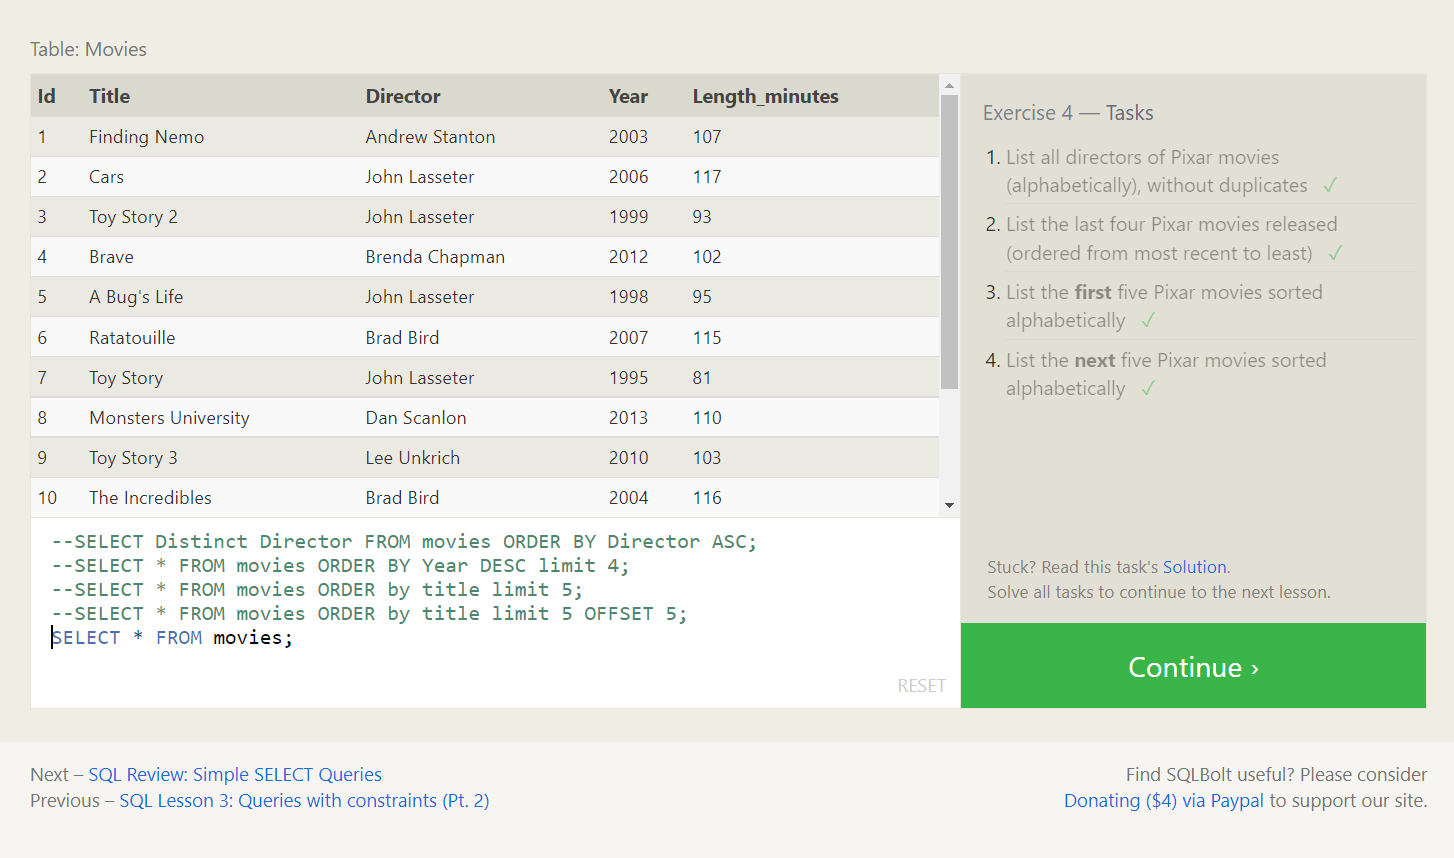 Table: Movies
Id Title Director Year Length_minutes
1 Finding Nemo Andrew Stanton 2003 107
2 Cars John Lasseter 2006 117
3 Toy Story 2 John Lasseter 1999 93
4 Brave Brenda Chapman 2012 102
5 A Bug's Life John Lasseter 1998 95
6 Ratatouille Brad Bird 2007 115
7 Toy Story John Lasseter 1995 81
8 Monsters University Dan Scanlon 2013 110
9 Toy Story 3 Lee Unkrich 2010 103
10 The Incredibles Brad Bird 2004 116
--SELECT Distinct Director FROM movies ORDER BY Director ASC;
--SELECT * FROM movies ORDER BY Year DESC limit 4;
--SELECT * FROM movies ORDER by title limit 5;
--SELECT * FROM movies ORDER by title limit 5 OFFSET 5;
SELECT * FROM movies;
RESET
Exercise 4 — Tasks
1. List all directors of Pixar movies
(alphabetically), without duplicates ✓
2. List the last four Pixar movies released
(ordered from most recent to least) ✓
3. List the first five Pixar movies sorted
alphabetically ✓
4. List the next five Pixar movies sorted
alphabetically ✓
Stuck? Read this task's Solution.
Solve all tasks to continue to the next lesson.
Continue ›
Next – SQL Review: Simple SELECT Queries
Previous – SQL Lesson 3: Queries with constraints (Pt. 2)
Find SQLBolt useful? Please consider
Donating ($4) via Paypal to support our site.